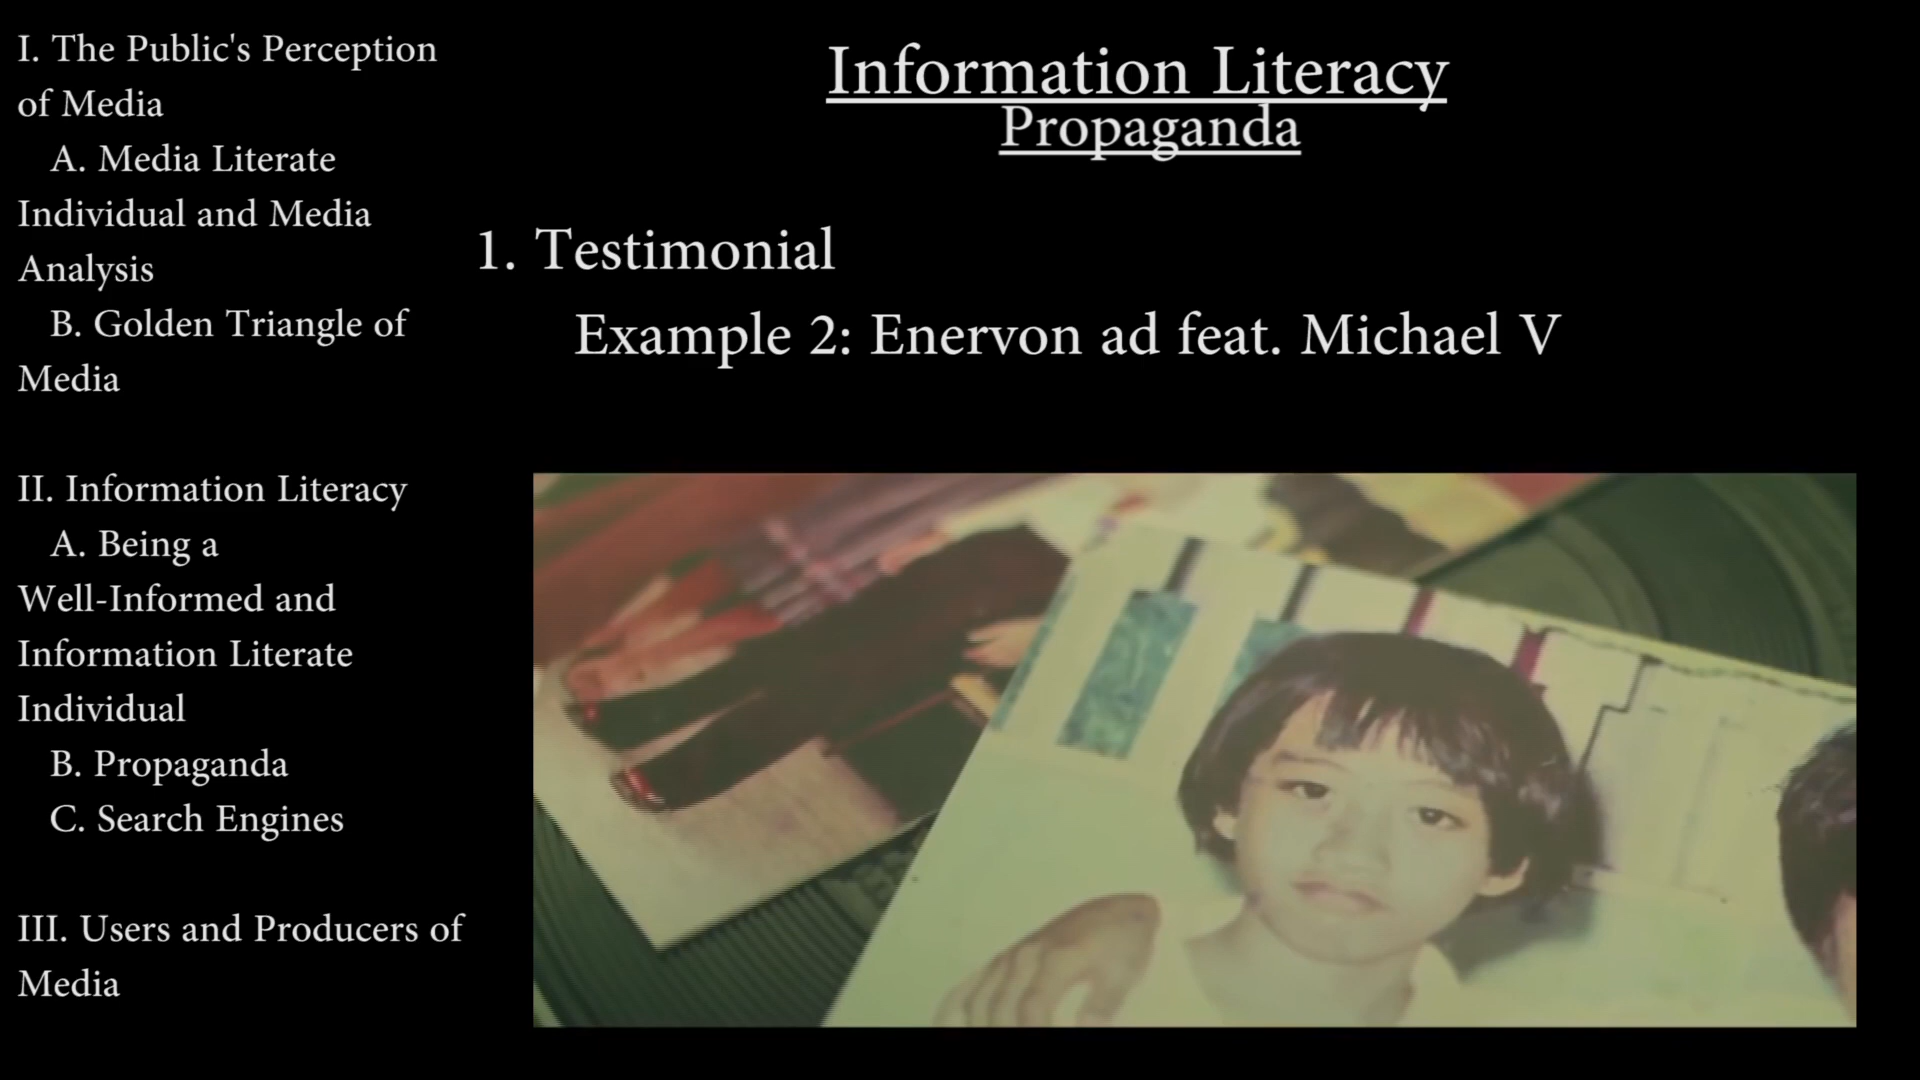 I. The Public's Perception
of Media
A. Media Literate
Individual and Media
Analysis
B. Golden Triangle of
Media
II. Information Literacy
A. Being a
Well-Informed and
Information Literate
Individual
B. Propaganda
C. Search Engines
III. Users and Producers of
Media
Information Literacy
Propaganda
1. Testimonial
Example 2: Enervon ad feat. Michael V